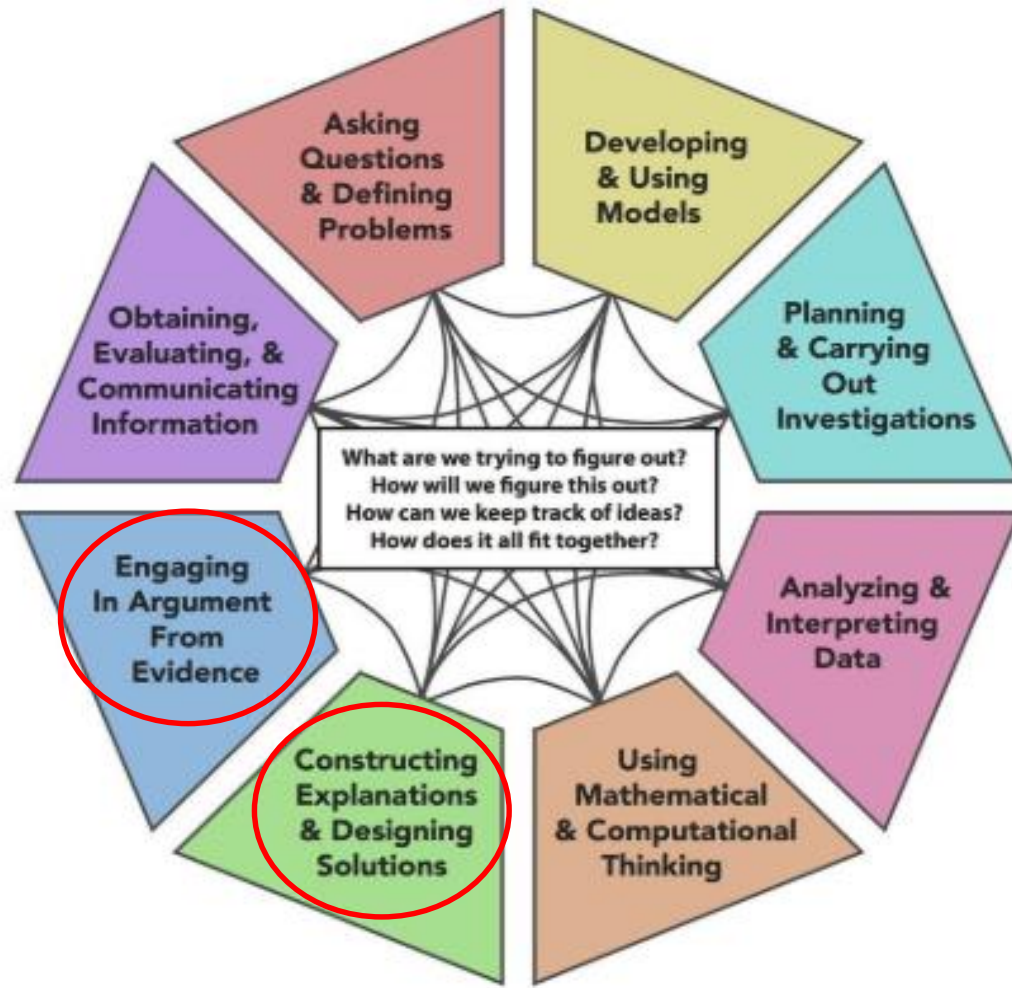 Asking
Questions
& Defining
Problems
Developing
& Using
Models
Planning
& Carrying
Out
Investigations
Analyzing &
Interpreting
Data
Using
Mathematical
& Computational
Thinking
Constructing
Explanations
& Designing
Solutions
Engaging
In Argument
From
Evidence
Obtaining,
Evaluating, &
Communicating
Information
What are we trying to figure out?
How will we figure this out?
How can we keep track of ideas?
How does it all fit together?